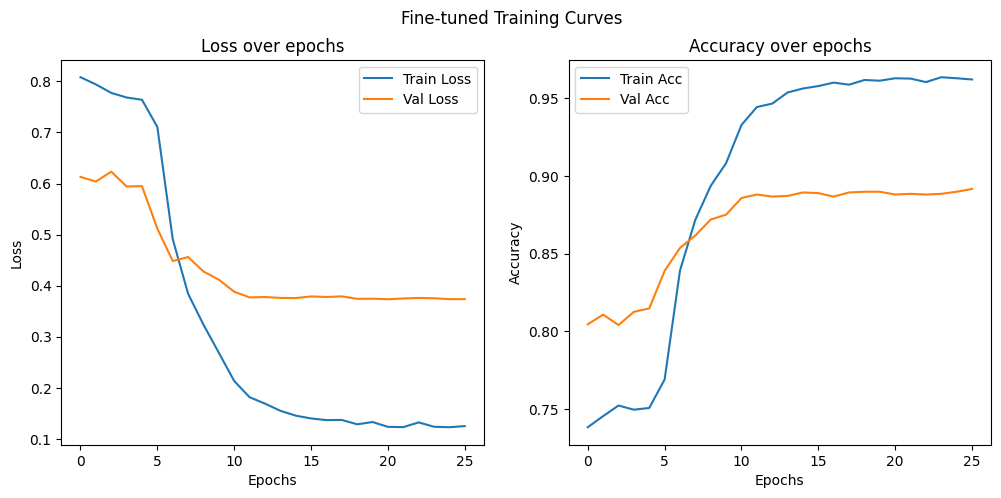 Fine-tuned Training Curves
Loss over epochs
Train Loss
Val Loss
0.8
0.7
0.6
0.5
0.4
0.3
0.2
0.1
Loss
0 5 10 15 20 25
Epochs
Accuracy over epochs
Train Acc
Val Acc
0.95
0.90
0.85
0.80
0.75
Accuracy
0 5 10 15 20 25
Epochs